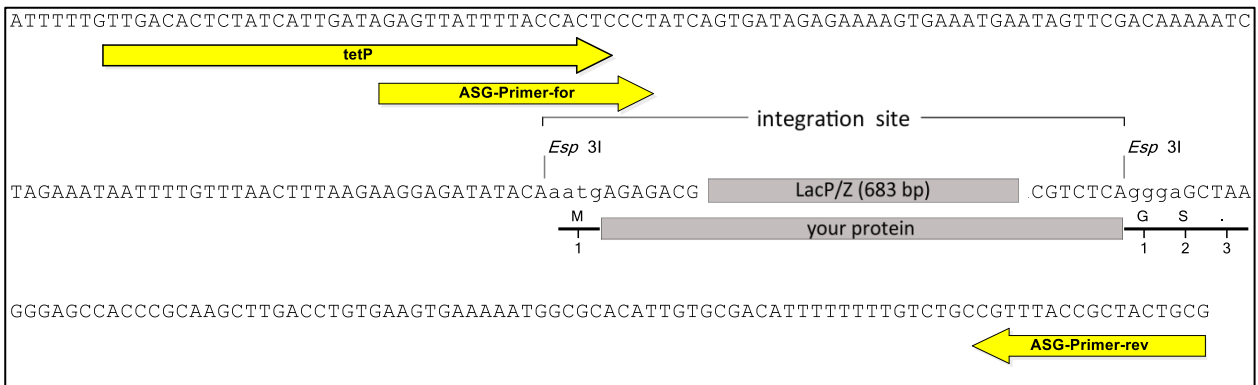 ATTTTTGTTGACACTCTATCATTGATAGAGTTATTTTACCACTCCCTATCAGTGATAGAGAAAAGTGAAATGAATAGTTCGACAAAAATC
tetP
ASG-Primer-for
integration site
Esp 3I
Esp 3I
TAGAAATAATTTTGTTTAACTTTAAGAAGGAGATATACAaatgAGAGACG LacP/Z (683 bp) CGTCTCAgggaGCTAA
M your protein G S .
1 1 2 3
GGGAGCCACCCGCAAGCTTGACCTGTGAAGTGAAAAATGGCGCACATTGTGCGACATTTTTTTTGTCTGCCGTTTACCGCTACTGCG
ASG-Primer-rev